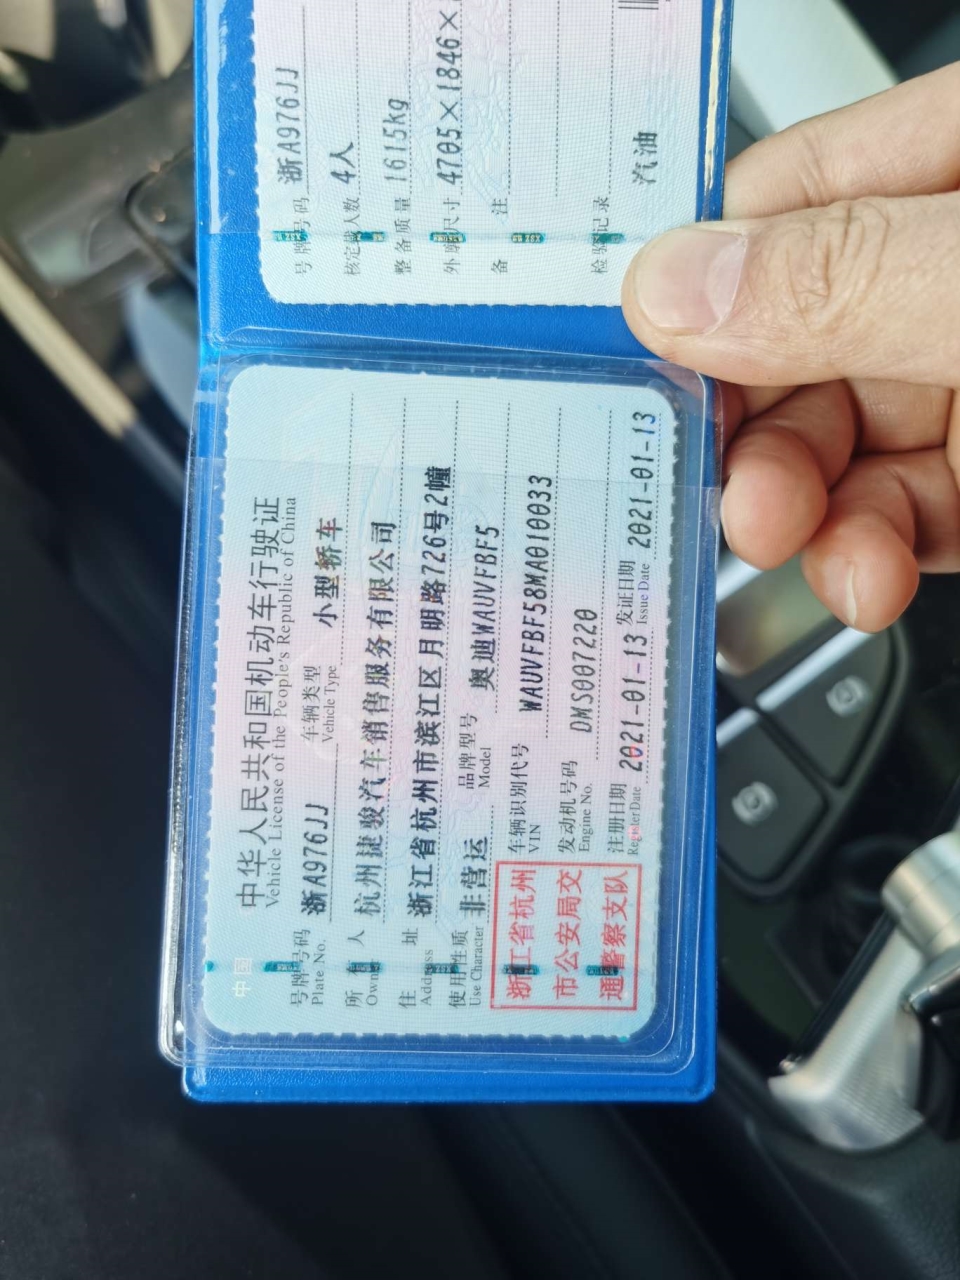 中华人民共和国机动车行驶证
Vehicle License of the People's Republic of China
号牌号码 浙A976JJ 车辆类型 小型轿车
Plate No. Vehicle Type
所有人 杭州捷骏汽车销售服务有限公司
Owner
住址 浙江省杭州市滨江区月明路726号2幢
Address
使用性质 非营运 品牌型号 奥迪WAUVFBF5
Use Character Model
车辆识别代号 WAUVFBF58MA010033
VIN
发动机号码 DMS007220
Engine No.
注册日期 2021-01-13 发证日期 2021-01-13
Register Date Issue Date
浙江省杭州
市公安局交
通警察支队
号牌号码 浙A976JJ
核定载人数 4人
整备质量 1615kg
外廓尺寸 4705×1846×
备注
检验记录
汽油